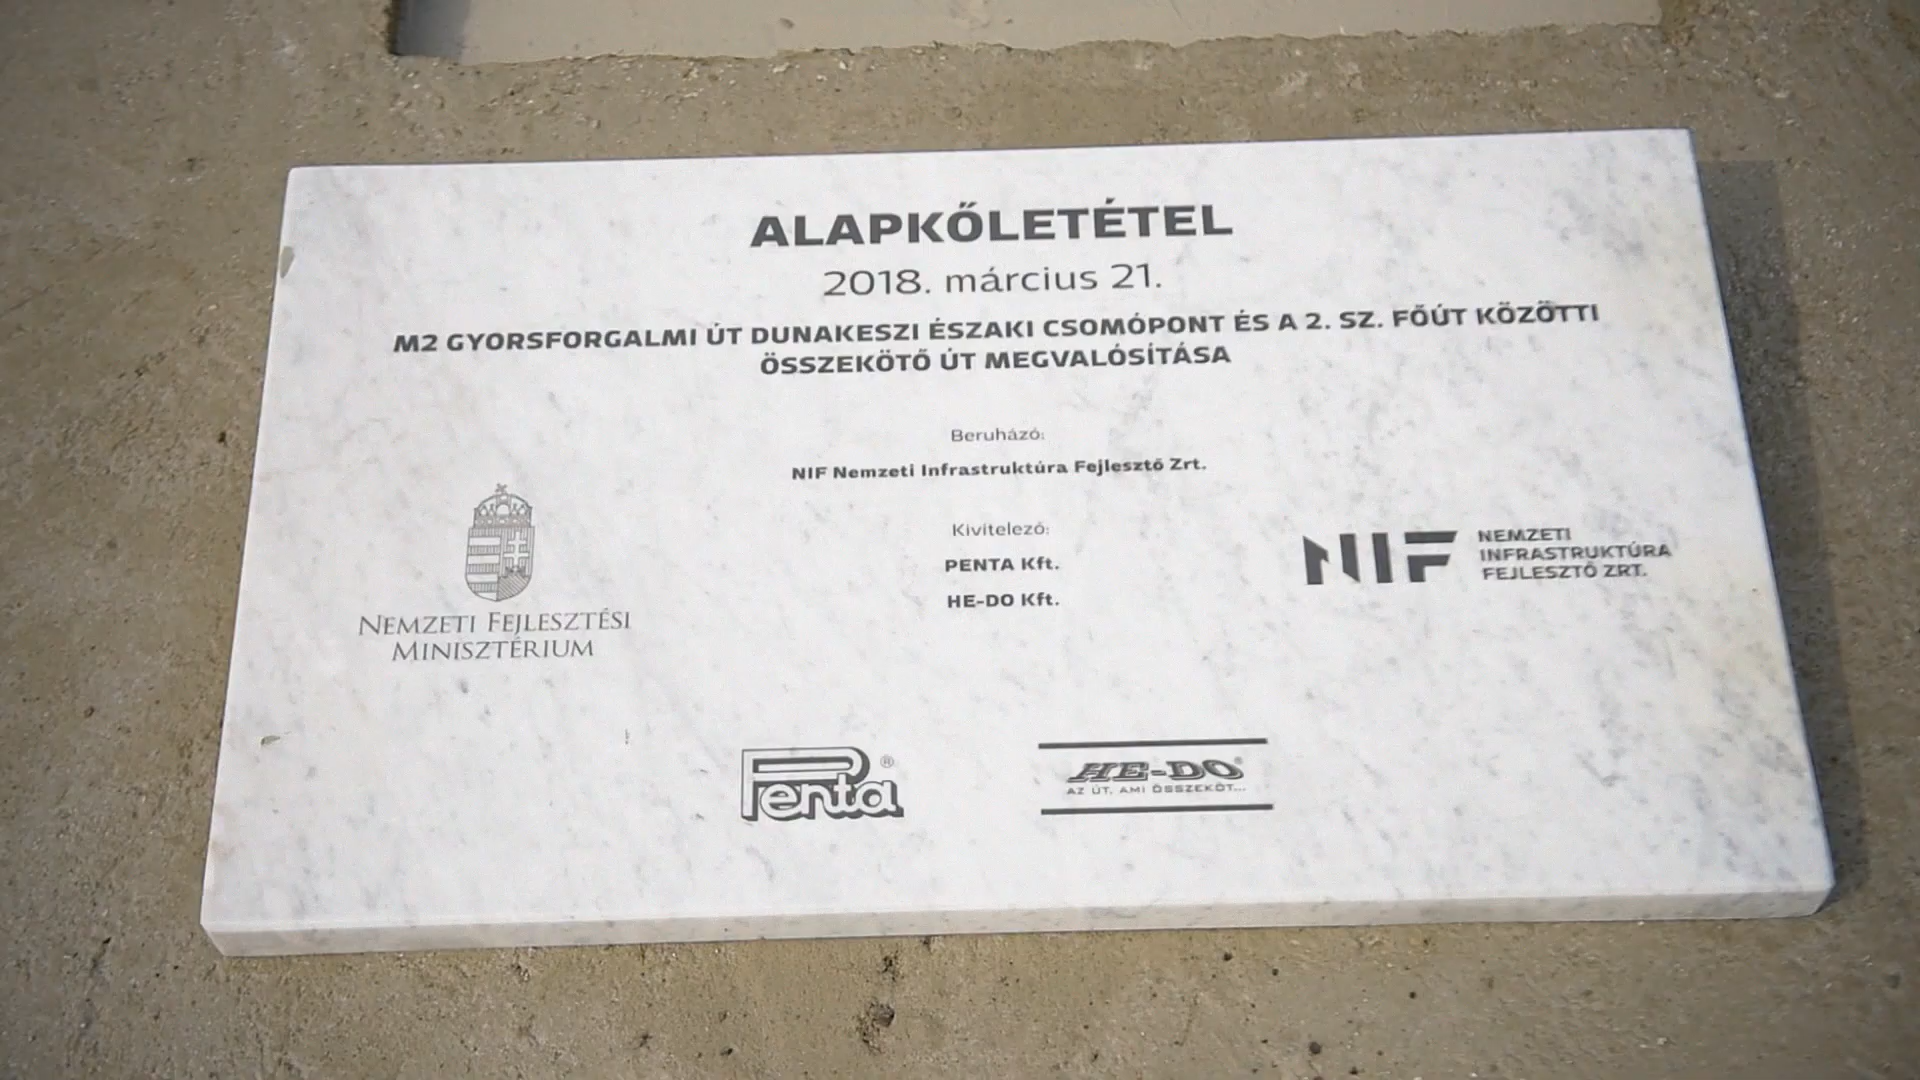 ALAPKŐLETÉTEL
2018. március 21.
M2 GYORSFORGALMI ÚT DUNAKESZI ÉSZAKI CSOMÓPONT ÉS A 2. SZ. FŐÚT KÖZÖTTI
ÖSSZEKÖTŐ ÚT MEGVALÓSÍTÁSA
Beruházó:
NIF Nemzeti Infrastruktúra Fejlesztő Zrt.
Kivitelező:
PENTA Kft.
HE-DO Kft.
NEMZETI FEJLESZTÉSI
MINISZTÉRIUM
NIF
NEMZETI
INFRASTRUKTÚRA
FEJLESZTŐ ZRT.
Penta®
HE-DO®
AZ ÚT, AMI ÖSSZEKÖT...